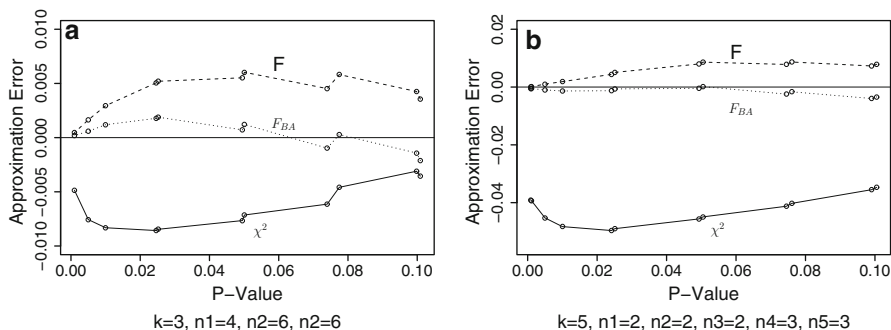 a
Approximation Error
0.010
0.005
0.000
−0.005
−0.010
F
F_BA
χ²
0.00 0.02 0.04 0.06 0.08 0.10
P−Value
k=3, n1=4, n2=6, n2=6
b
Approximation Error
0.02
0.00
−0.02
−0.04
F
F_BA
χ²
0.00 0.02 0.04 0.06 0.08 0.10
P−Value
k=5, n1=2, n2=2, n3=2, n4=3, n5=3